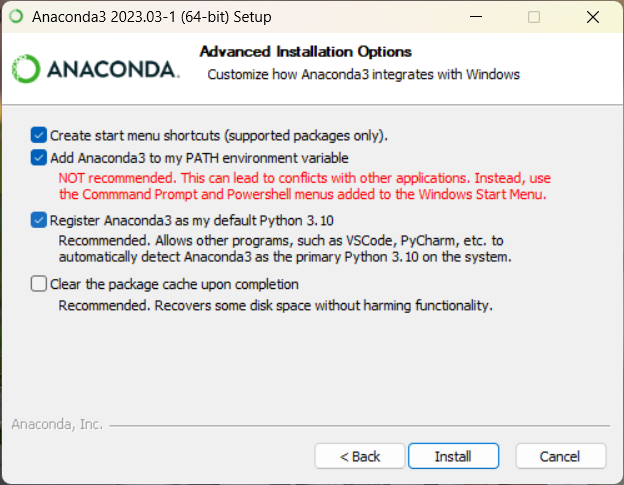 Anaconda3 2023.03-1 (64-bit) Setup
Advanced Installation Options
Customize how Anaconda3 integrates with Windows
ANACONDA.
Create start menu shortcuts (supported packages only).
Add Anaconda3 to my PATH environment variable
NOT recommended. This can lead to conflicts with other applications. Instead, use
the Commmand Prompt and Powershell menus added to the Windows Start Menu.
Register Anaconda3 as my default Python 3.10
Recommended. Allows other programs, such as VSCode, PyCharm, etc. to
automatically detect Anaconda3 as the primary Python 3.10 on the system.
Clear the package cache upon completion
Recommended. Recovers some disk space without harming functionality.
Anaconda, Inc.
< Back
Install
Cancel